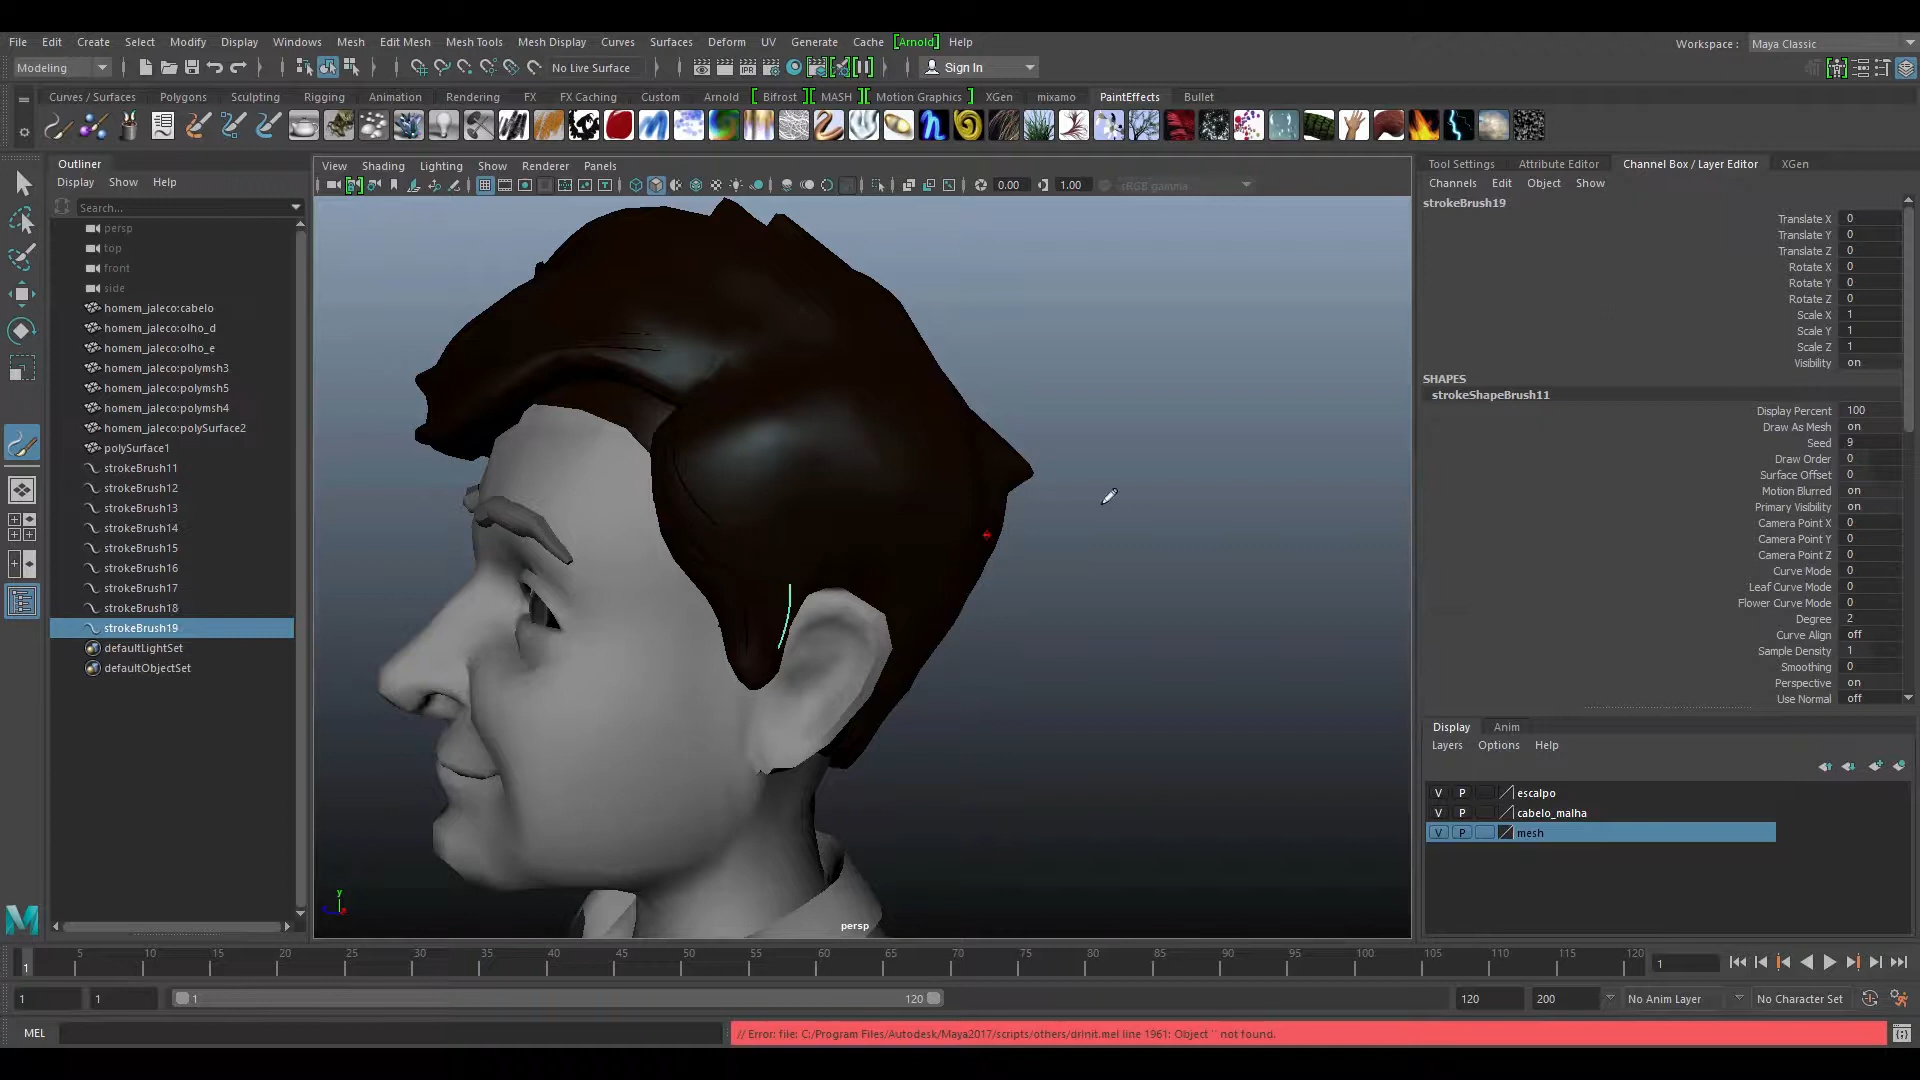 File Edit Create Select Modify Display Windows Mesh Edit Mesh Mesh Tools Mesh Display Curves Surfaces Deform UV Generate Cache [Arnold] Help
Workspace : Maya Classic
Modeling No Live Surface Sign In
Curves / Surfaces Polygons Sculpting Rigging Animation Rendering FX FX Caching Custom Arnold Bifrost MASH Motion Graphics XGen mixamo PaintEffects Bullet
Outliner
Display Show Help
Search...
persp
top
front
side
homem_jaleco:cabelo
homem_jaleco:olho_d
homem_jaleco:olho_e
homem_jaleco:polymsh3
homem_jaleco:polymsh5
homem_jaleco:polymsh4
homem_jaleco:polySurface2
polySurface1
strokeBrush11
strokeBrush12
strokeBrush13
strokeBrush14
strokeBrush15
strokeBrush16
strokeBrush17
strokeBrush18
strokeBrush19
defaultLightSet
defaultObjectSet
View Shading Lighting Show Renderer Panels
0.00 1.00 sRGB gamma
y
persp
Tool Settings Attribute Editor Channel Box / Layer Editor XGen
Channels Edit Object Show
strokeBrush19
Translate X 0
Translate Y 0
Translate Z 0
Rotate X 0
Rotate Y 0
Rotate Z 0
Scale X 1
Scale Y 1
Scale Z 1
Visibility on
SHAPES
strokeShapeBrush11
Display Percent 100
Draw As Mesh on
Seed 9
Draw Order 0
Surface Offset 0
Motion Blurred on
Primary Visibility on
Camera Point X 0
Camera Point Y 0
Camera Point Z 0
Curve Mode 0
Leaf Curve Mode 0
Flower Curve Mode 0
Degree 2
Curve Align off
Sample Density 1
Smoothing 0
Perspective on
Use Normal off
Display Anim
Layers Options Help
V P escalpo
V P cabelo_malha
V P mesh
1 5 10 15 20 25 30 35 40 45 50 55 60 65 70 75 80 85 90 95 100 105 110 115 120 1
1 1 1 120 120 200 No Anim Layer No Character Set
MEL // Error: file: C:/Program Files/Autodesk/Maya2017/scripts/others/drInit.mel line 1961: Object '' not found.